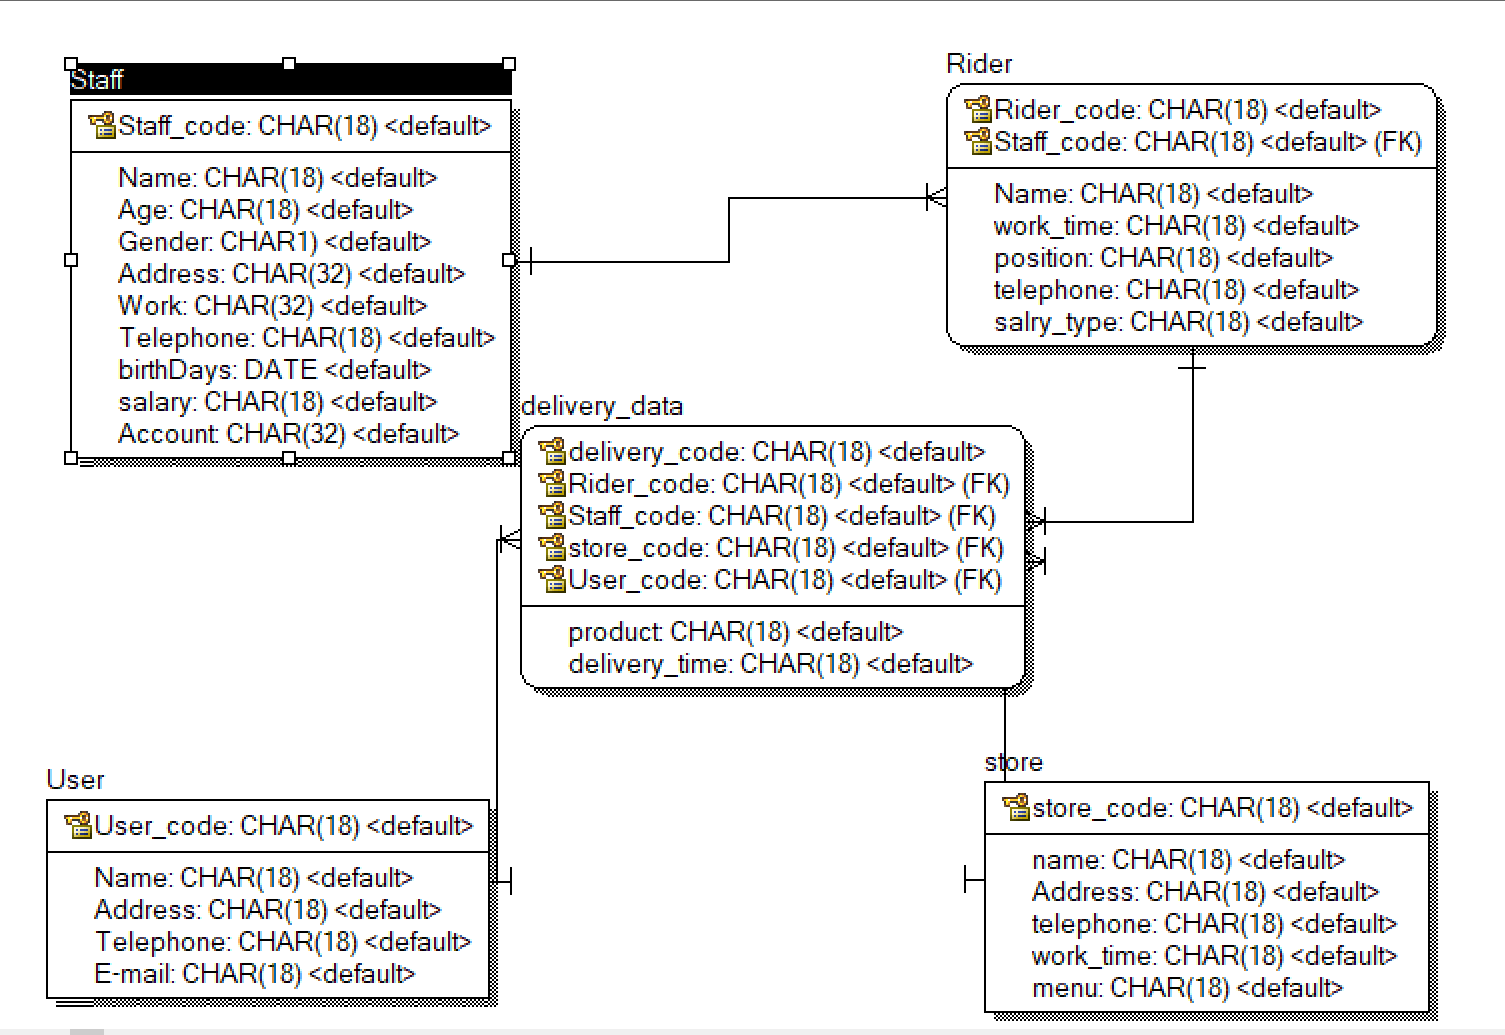 Staff
Staff_code: CHAR(18) <default>
Name: CHAR(18) <default>
Age: CHAR(18) <default>
Gender: CHAR1) <default>
Address: CHAR(32) <default>
Work: CHAR(32) <default>
Telephone: CHAR(18) <default>
birthDays: DATE <default>
salary: CHAR(18) <default>
Account: CHAR(32) <default>
Rider
Rider_code: CHAR(18) <default>
Staff_code: CHAR(18) <default> (FK)
Name: CHAR(18) <default>
work_time: CHAR(18) <default>
position: CHAR(18) <default>
telephone: CHAR(18) <default>
salry_type: CHAR(18) <default>
delivery_data
delivery_code: CHAR(18) <default>
Rider_code: CHAR(18) <default> (FK)
Staff_code: CHAR(18) <default> (FK)
store_code: CHAR(18) <default> (FK)
User_code: CHAR(18) <default> (FK)
product: CHAR(18) <default>
delivery_time: CHAR(18) <default>
User
User_code: CHAR(18) <default>
Name: CHAR(18) <default>
Address: CHAR(18) <default>
Telephone: CHAR(18) <default>
E-mail: CHAR(18) <default>
store
store_code: CHAR(18) <default>
name: CHAR(18) <default>
Address: CHAR(18) <default>
telephone: CHAR(18) <default>
work_time: CHAR(18) <default>
menu: CHAR(18) <default>